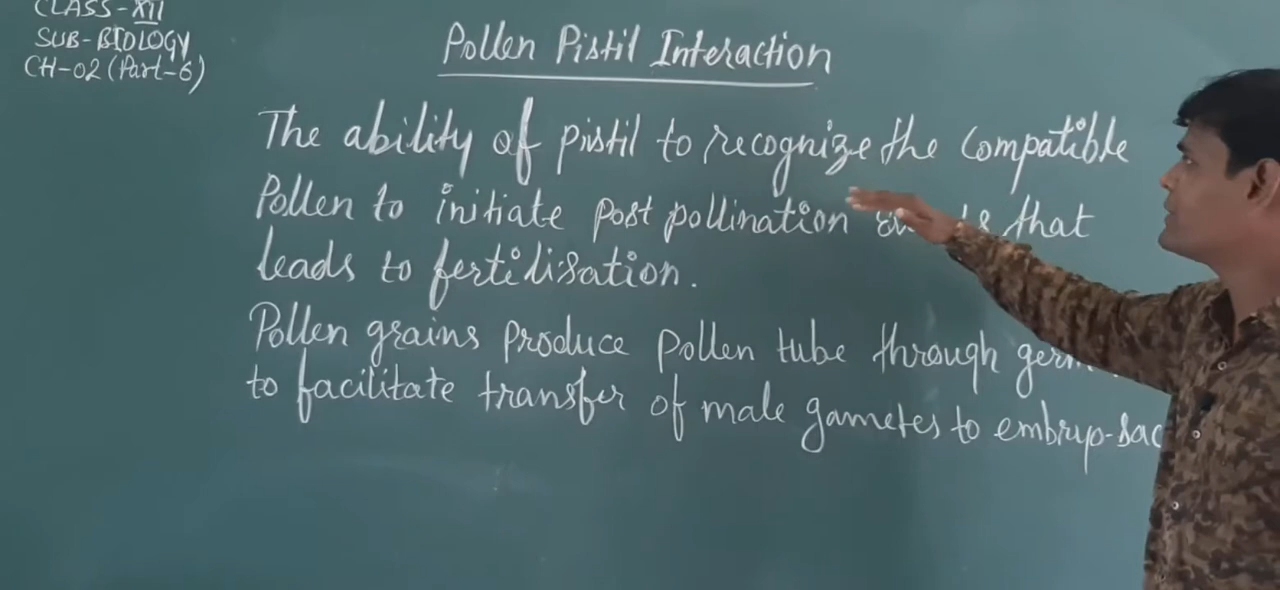 CLASS-XII
SUB-BIOLOGY
CH-02 (Part-6)
Pollen Pistil Interaction
The ability of pistil to recognize the compatible
Pollen to initiate post pollination that
leads to fertilisation.
Pollen grains produce pollen tube through
to facilitate transfer of male gametes to embryo-sac